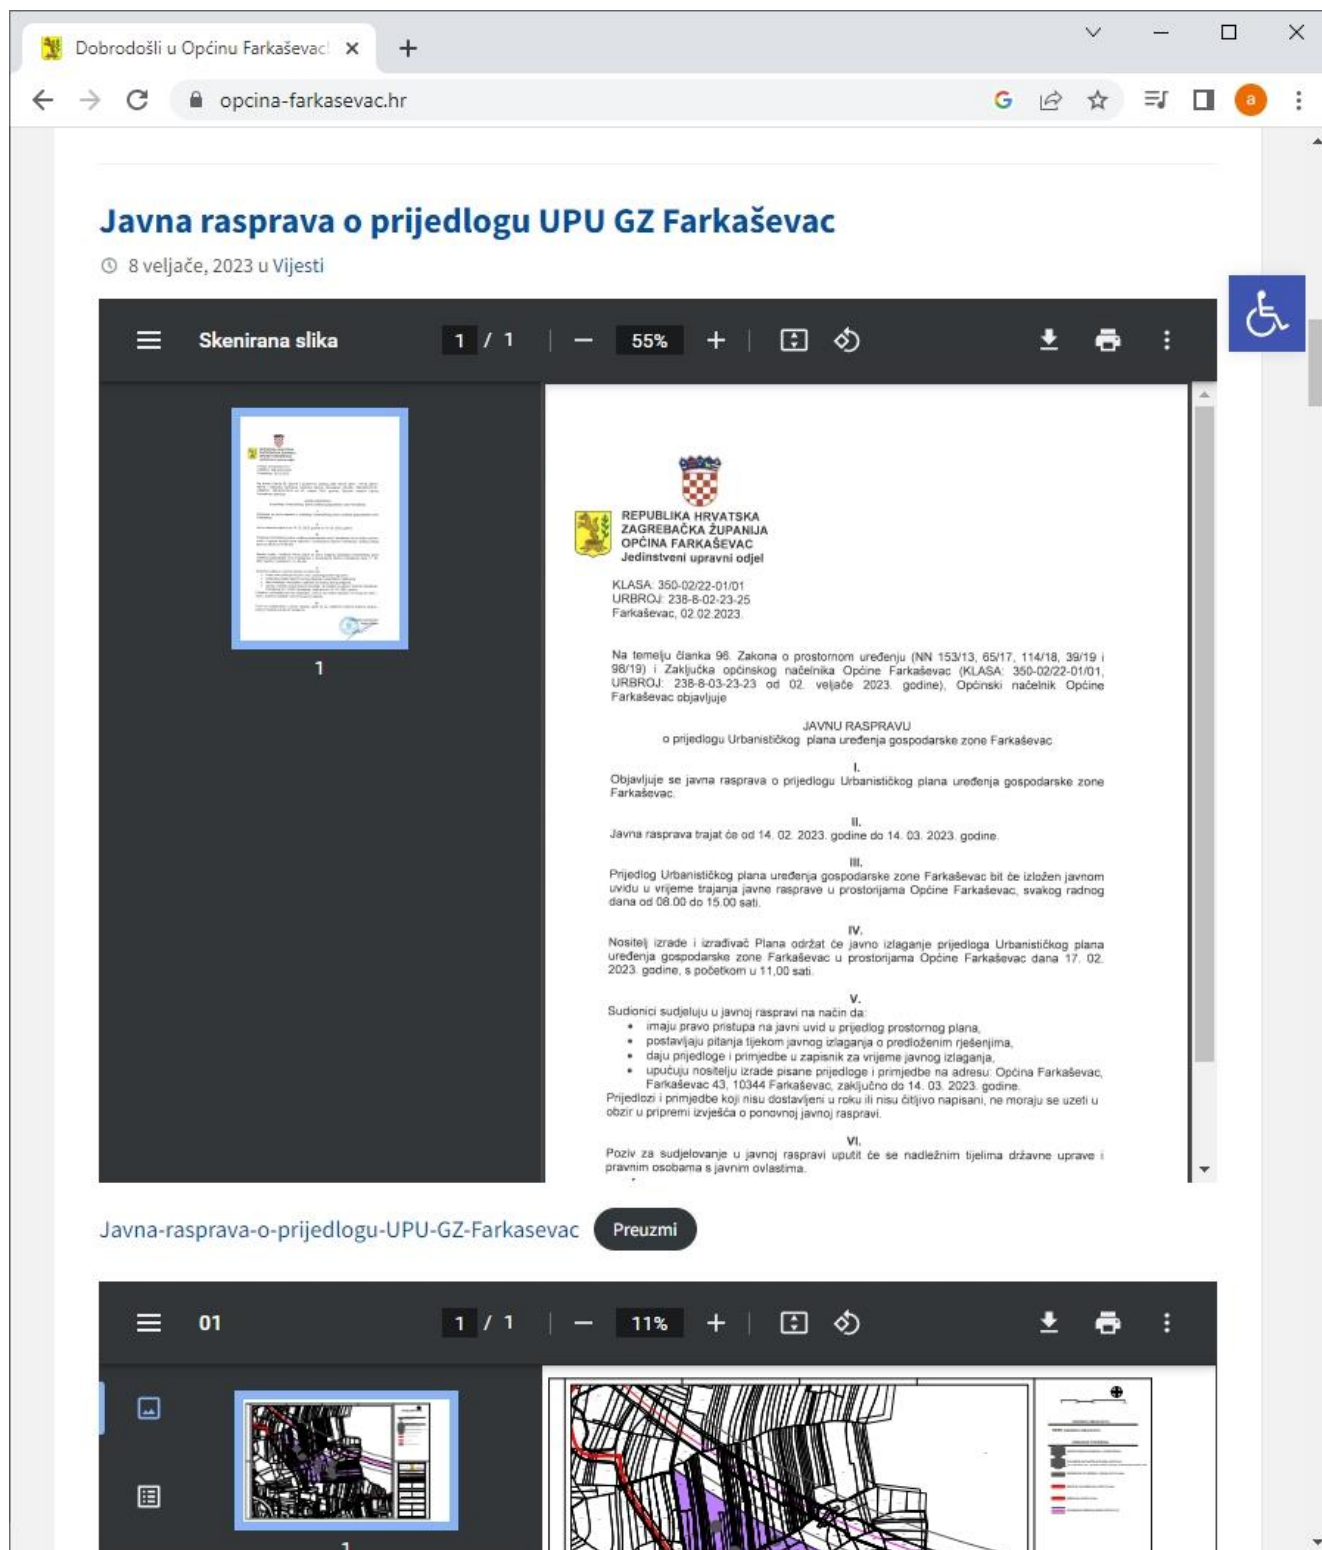 Dobrodošli u Općinu Farkaševac!
opcina-farkasevac.hr
a
Javna rasprava o prijedlogu UPU GZ Farkaševac
8 veljače, 2023 u Vijesti
Skenirana slika 1 / 1 55%
1
REPUBLIKA HRVATSKA
ZAGREBAČKA ŽUPANIJA
OPĆINA FARKAŠEVAC
Jedinstveni upravni odjel
KLASA: 350-02/22-01/01
URBROJ: 238-8-02-23-25
Farkaševac, 02.02.2023.
Na temelju članka 96. Zakona o prostornom uređenju (NN 153/13, 65/17, 114/18, 39/19 i
98/19) i Zaključka općinskog načelnika Općine Farkaševac (KLASA: 350-02/22-01/01,
URBROJ: 238-8-03-23-23 od 02. veljače 2023. godine), Općinski načelnik Općine
Farkaševac objavljuje
JAVNU RASPRAVU
o prijedlogu Urbanističkog plana uređenja gospodarske zone Farkaševac
I.
Objavljuje se javna rasprava o prijedlogu Urbanističkog plana uređenja gospodarske zone
Farkaševac.
II.
Javna rasprava trajat će od 14. 02. 2023. godine do 14. 03. 2023. godine.
III.
Prijedlog Urbanističkog plana uređenja gospodarske zone Farkaševac bit će izložen javnom
uvidu u vrijeme trajanja javne rasprave u prostorijama Općine Farkaševac, svakog radnog
dana od 08.00 do 15.00 sati.
IV.
Nositelj izrade i izrađivač Plana održat će javno izlaganje prijedloga Urbanističkog plana
uređenja gospodarske zone Farkaševac u prostorijama Općine Farkaševac dana 17. 02.
2023. godine, s početkom u 11,00 sati.
V.
Sudionici sudjeluju u javnoj raspravi na način da:
• imaju pravo pristupa na javni uvid u prijedlog prostornog plana,
• postavljaju pitanja tijekom javnog izlaganja o predloženim rješenjima,
• daju prijedloge i primjedbe u zapisnik za vrijeme javnog izlaganja,
• upućuju nositelju izrade pisane prijedloge i primjedbe na adresu: Općina Farkaševac,
Farkaševac 43, 10344 Farkaševac, zaključno do 14. 03. 2023. godine.
Prijedlozi i primjedbe koji nisu dostavljeni u roku ili nisu čitljivo napisani, ne moraju se uzeti u
obzir u pripremi izvješća o ponovnoj javnoj raspravi.
VI.
Poziv za sudjelovanje u javnoj raspravi uputit će se nadležnim tijelima državne uprave i
pravnim osobama s javnim ovlastima.
Javna-rasprava-o-prijedlogu-UPU-GZ-Farkasevac Preuzmi
01 1 / 1 11%
1